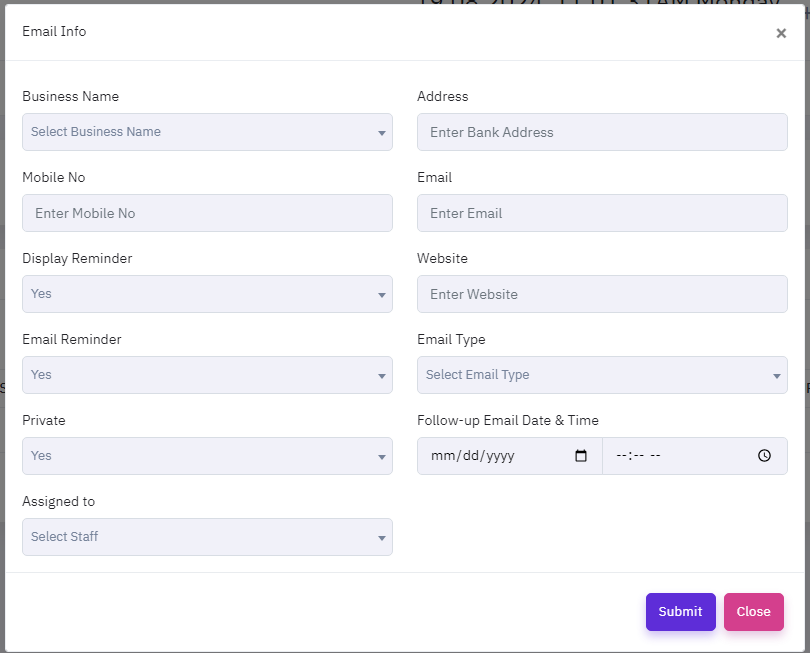 Email Info
×
Business Name
Address
Select Business Name
Enter Bank Address
Mobile No
Email
Enter Mobile No
Enter Email
Display Reminder
Website
Yes
Enter Website
Email Reminder
Email Type
Yes
Select Email Type
Private
Follow-up Email Date & Time
Yes
mm/dd/yyyy
--:-- --
Assigned to
Select Staff
Submit
Close